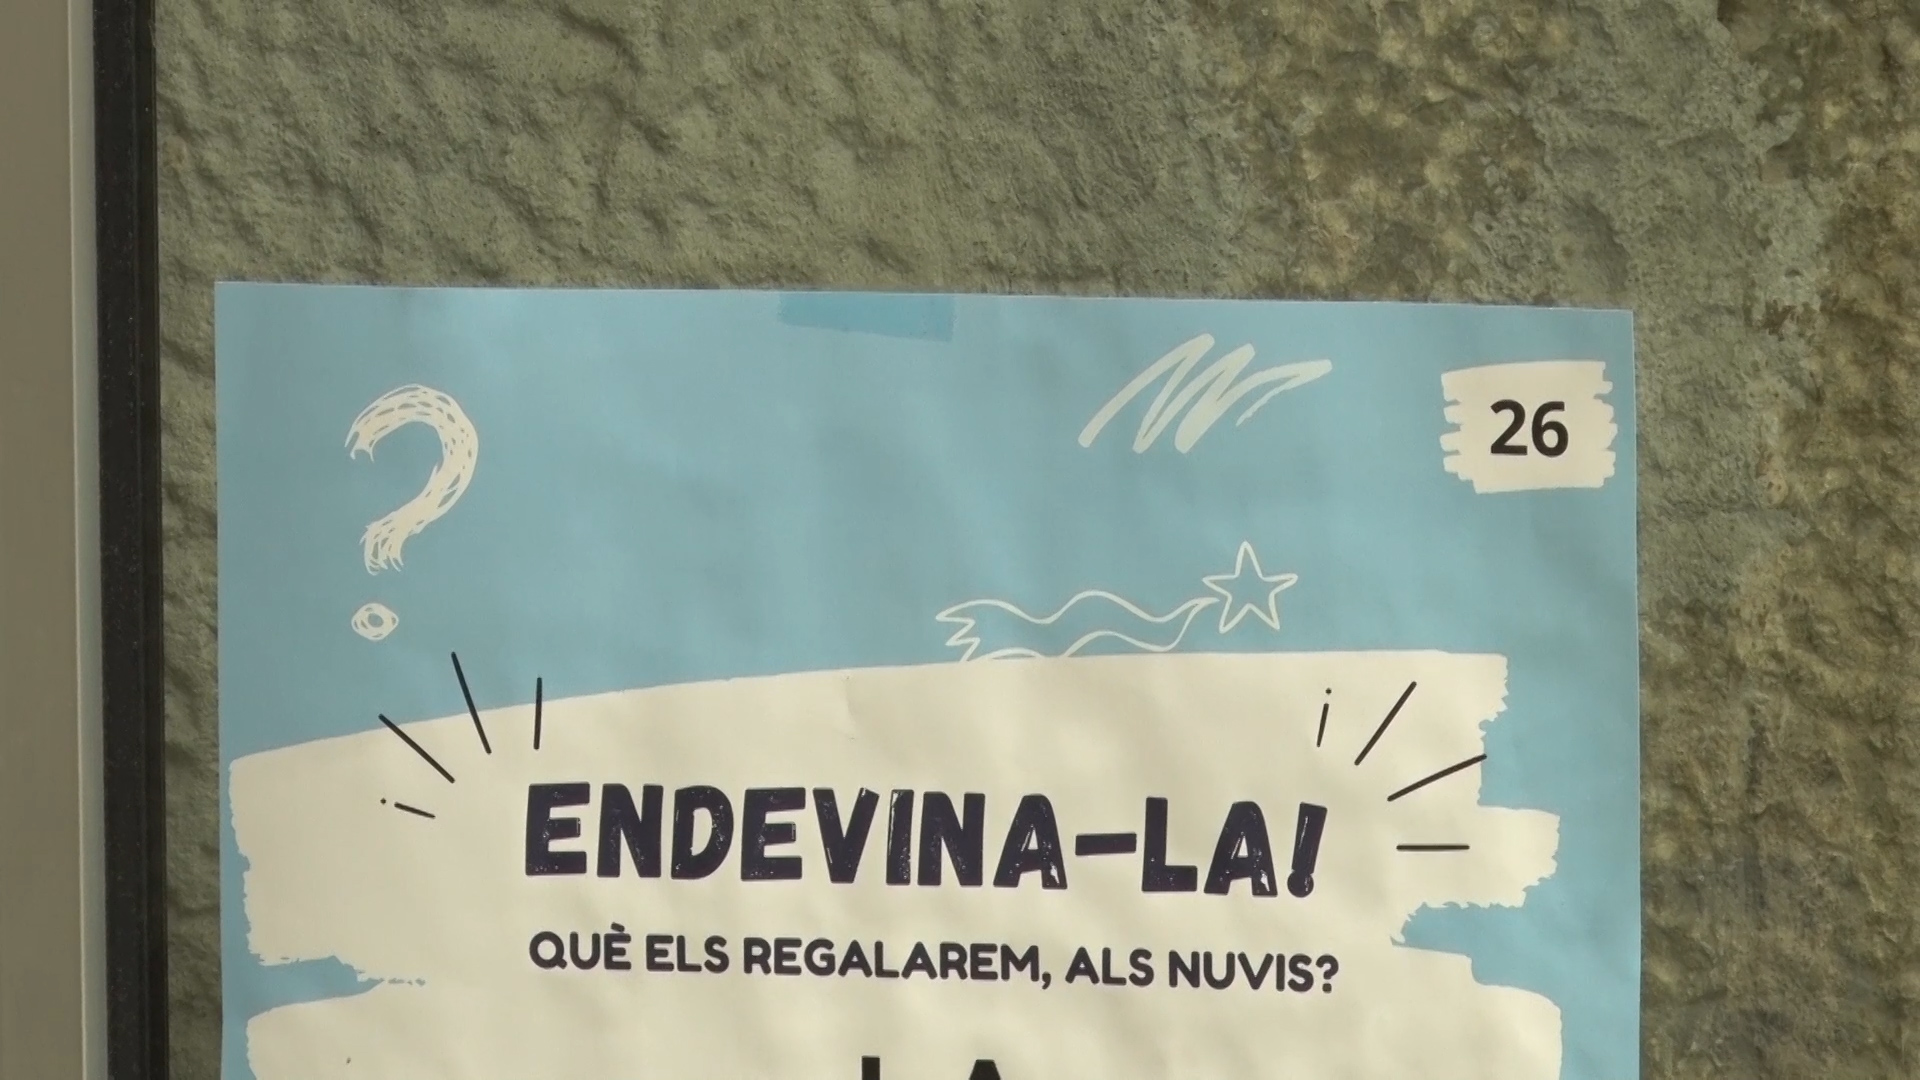 26
ENDEVINA-LA!
QUÈ ELS REGALAREM, ALS NUVIS?